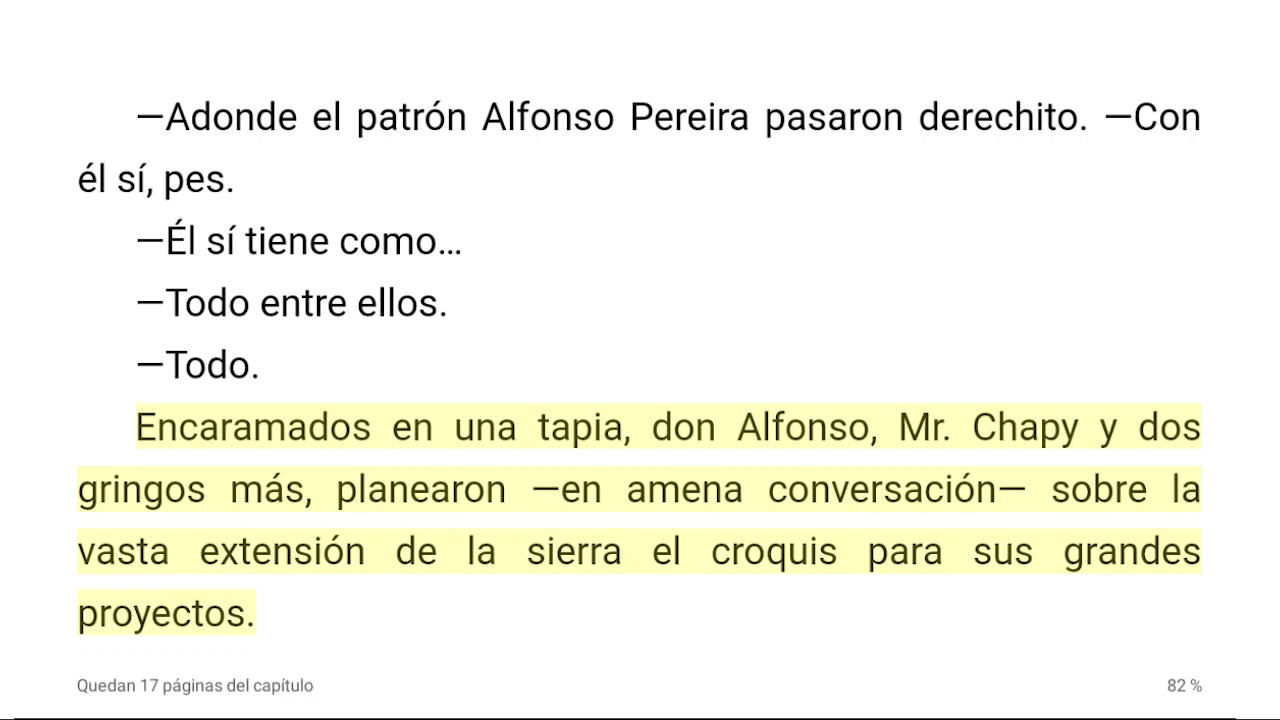 —Adonde el patrón Alfonso Pereira pasaron derechito. —Con
él sí, pes.
—Él sí tiene como...
—Todo entre ellos.
—Todo.
Encaramados en una tapia, don Alfonso, Mr. Chapy y dos
gringos más, planearon —en amena conversación— sobre la
vasta extensión de la sierra el croquis para sus grandes
proyectos.
Quedan 17 páginas del capítulo
82 %